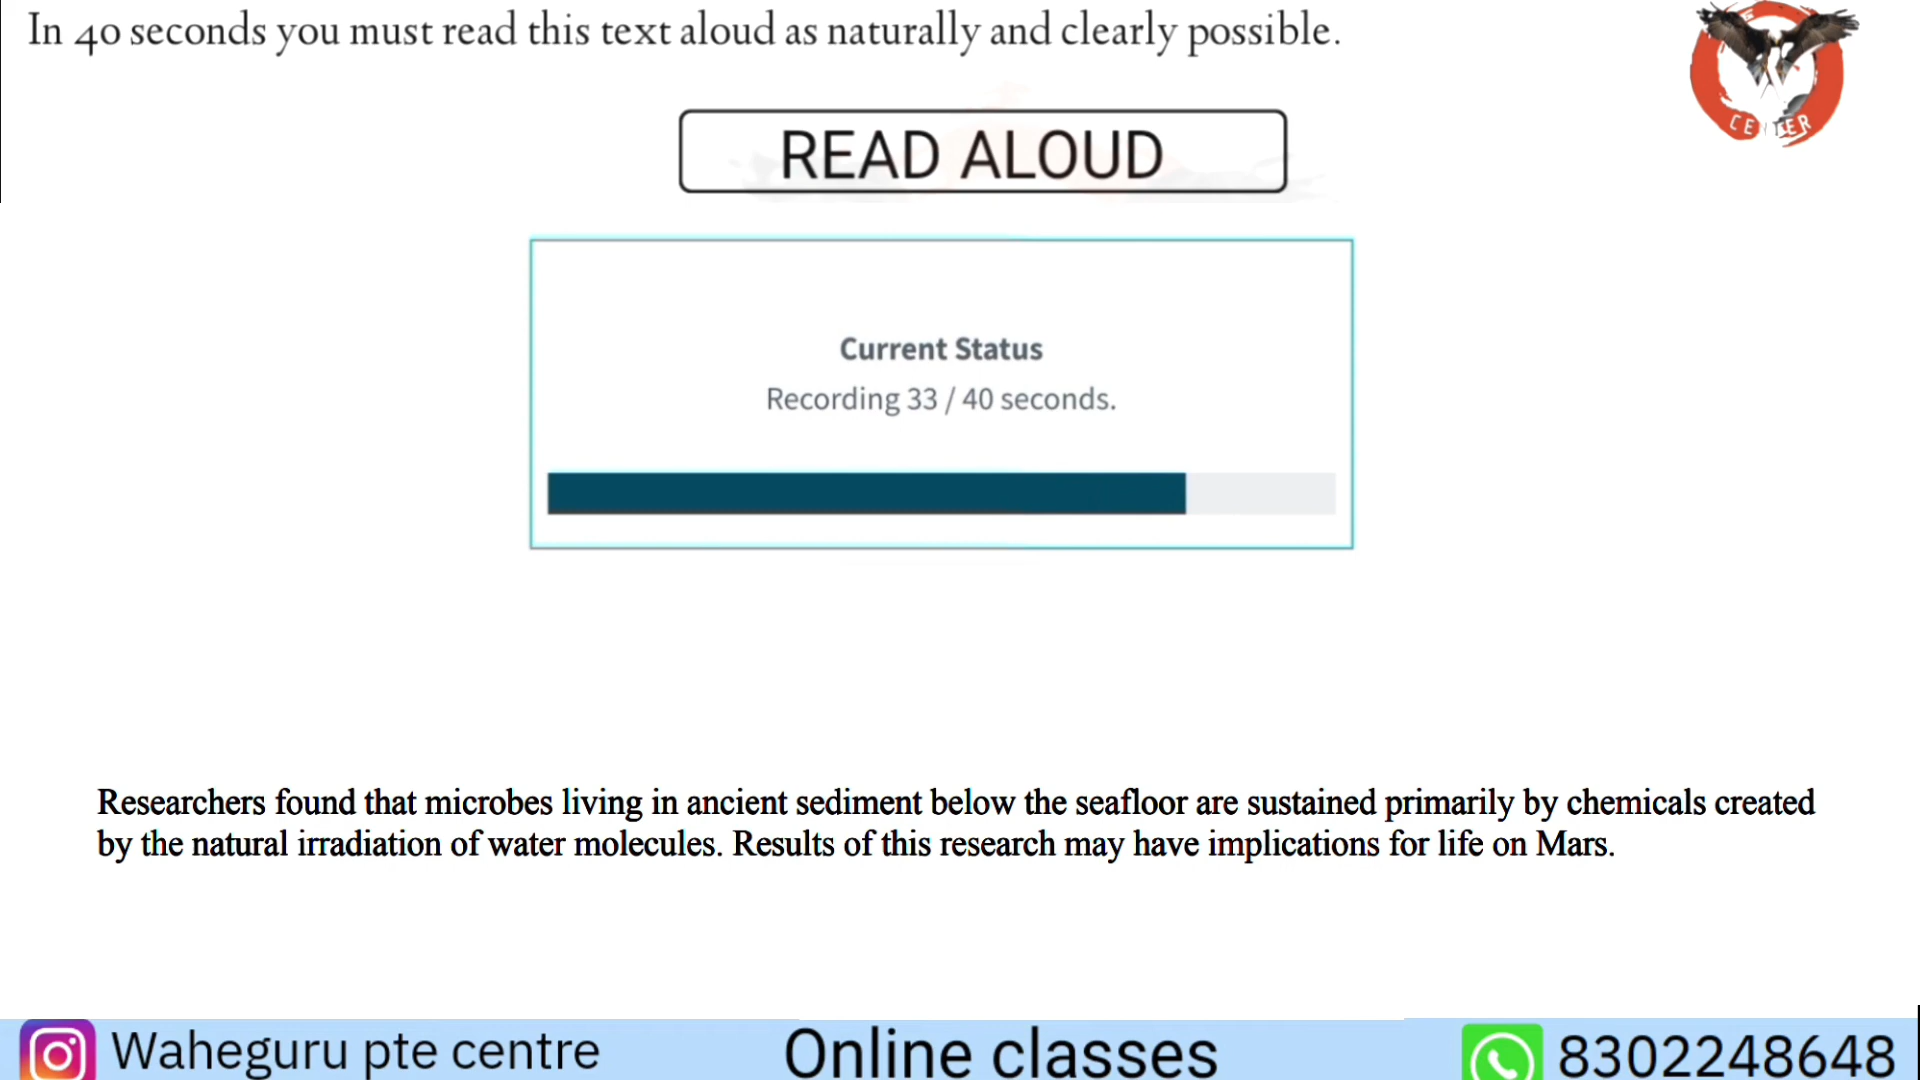 In 40 seconds you must read this text aloud as naturally and clearly possible.
READ ALOUD
Current Status
Recording 33 / 40 seconds.
Researchers found that microbes living in ancient sediment below the seafloor are sustained primarily by chemicals created
by the natural irradiation of water molecules. Results of this research may have implications for life on Mars.
Waheguru pte centre
Online classes
8302248648